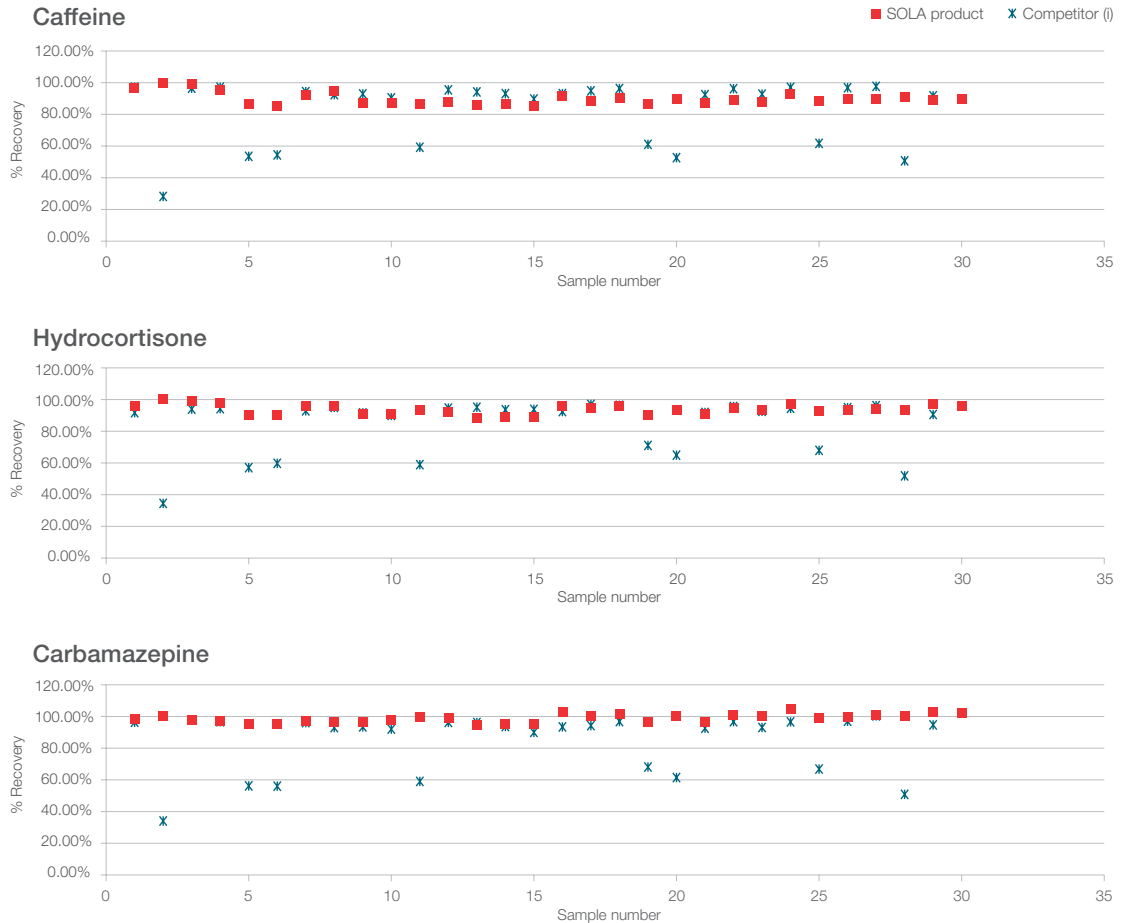 Caffeine
SOLA product
Competitor (i)
120.00%
100.00%
80.00%
60.00%
40.00%
20.00%
0.00%
% Recovery
0 5 10 15 20 25 30 35
Sample number
Hydrocortisone
120.00%
100.00%
80.00%
60.00%
40.00%
20.00%
0.00%
% Recovery
0 5 10 15 20 25 30 35
Sample number
Carbamazepine
120.00%
100.00%
80.00%
60.00%
40.00%
20.00%
0.00%
% Recovery
0 5 10 15 20 25 30 35
Sample number